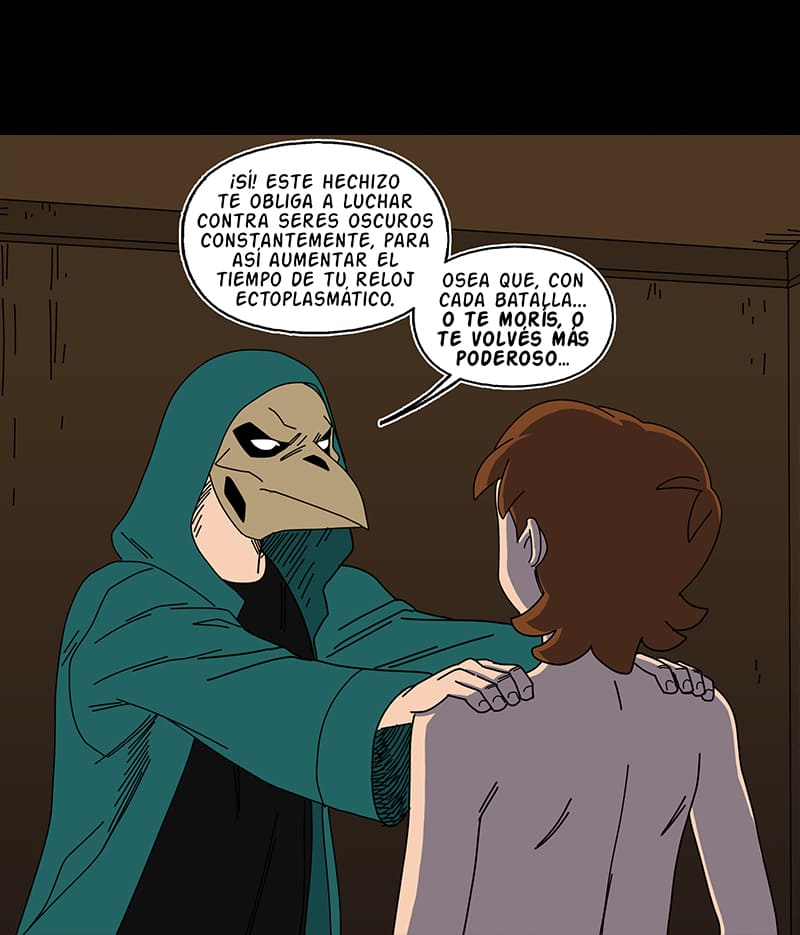 ¡SÍ! ESTE HECHIZO
TE OBLIGA A LUCHAR
CONTRA SERES OSCUROS
CONSTANTEMENTE, PARA
ASÍ AUMENTAR EL
TIEMPO DE TU RELOJ
ECTOPLASMÁTICO.
OSEA QUE, CON
CADA BATALLA...
O TE MORÍS, O
TE VOLVÉS MÁS
PODEROSO...